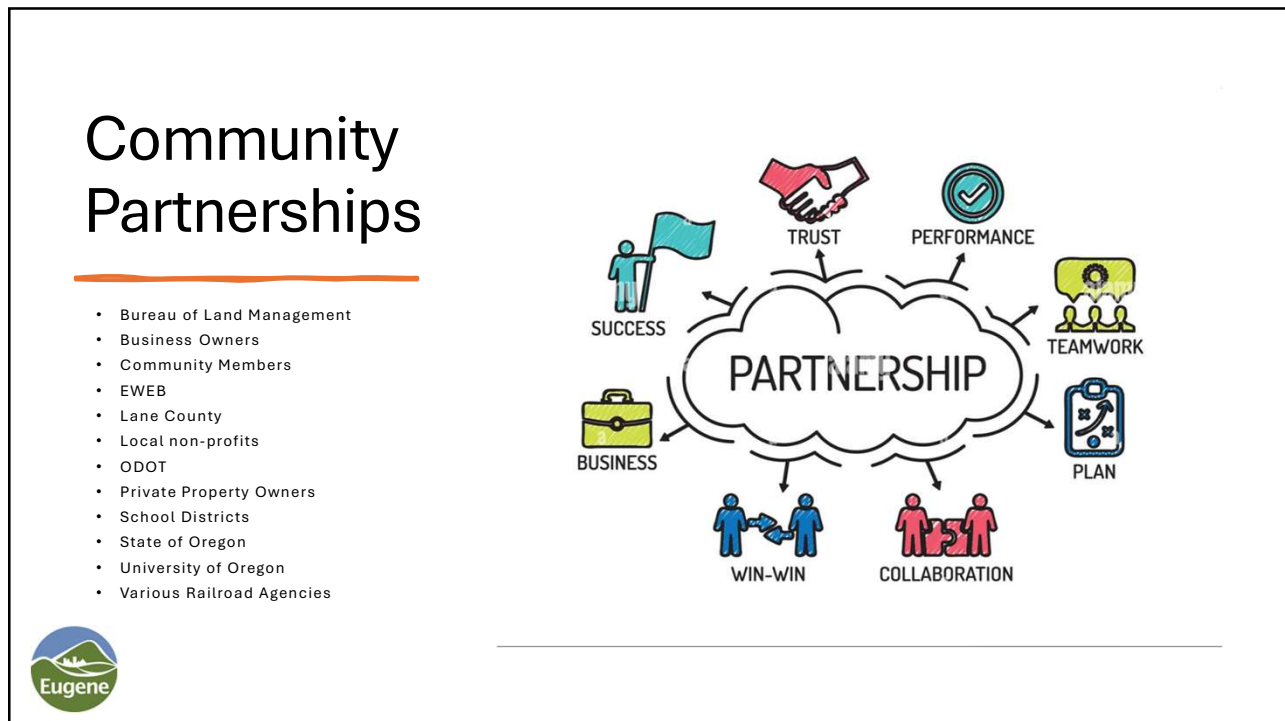 Community
Partnerships
• Bureau of Land Management
• Business Owners
• Community Members
• EWEB
• Lane County
• Local non-profits
• ODOT
• Private Property Owners
• School Districts
• State of Oregon
• University of Oregon
• Various Railroad Agencies
TRUST
PERFORMANCE
SUCCESS
TEAMWORK
PARTNERSHIP
BUSINESS
PLAN
WIN-WIN
COLLABORATION
Eugene